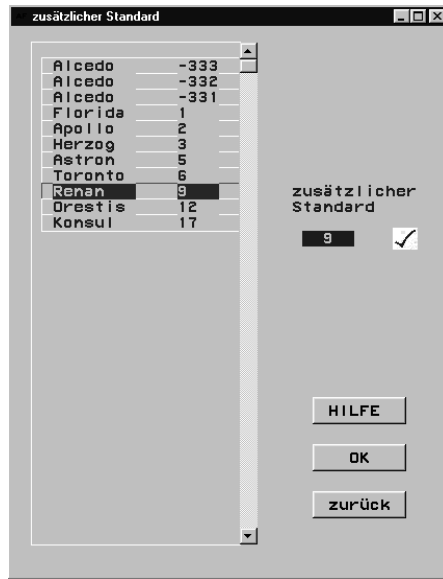 zusätzlicher Standard
Alcedo -333
Alcedo -332
Alcedo -331
Florida 1
Apollo 2
Herzog 3
Astron 5
Toronto 6
Renan 9
Orestis 12
Konsul 17
zusätzlicher
Standard
9
HILFE
OK
zurück